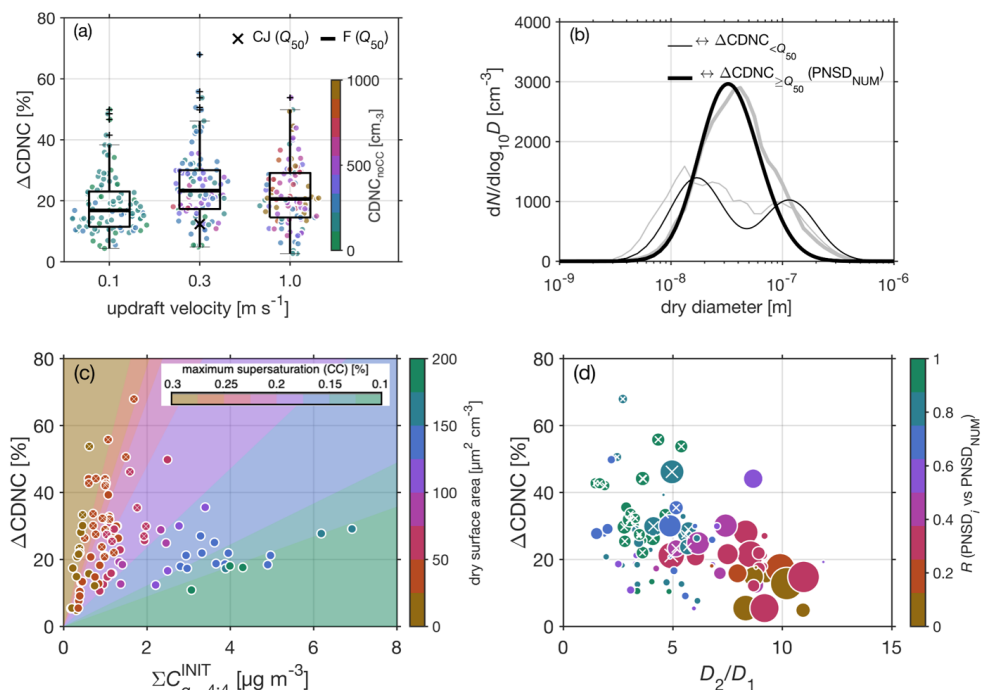 (a)
× CJ (Q50) — F (Q50)
80
60
40
20
0
ΔCDNC [%]
0.1
0.3
1.0
updraft velocity [m s-1]
1000
500
0
CDNCnoCC [cm-3]
(b)
↔ ΔCDNC<Q50
↔ ΔCDNC≥Q50 (PNSDNUM)
4000
3000
2000
1000
0
dN/dlog10D [cm-3]
10-9
10-8
10-7
10-6
dry diameter [m]
(c)
maximum supersaturation (CC) [%]
0.3 0.25 0.2 0.15 0.1
80
60
40
20
0
ΔCDNC [%]
0 2 4 6 8
[µg m-3]
200
150
100
50
0
dry surface area [µm2 cm-3]
(d)
80
60
40
20
0
ΔCDNC [%]
0 5 10 15
D2/D1
1
0.8
0.6
0.4
0.2
0
R (PNSDi vs PNSDNUM)